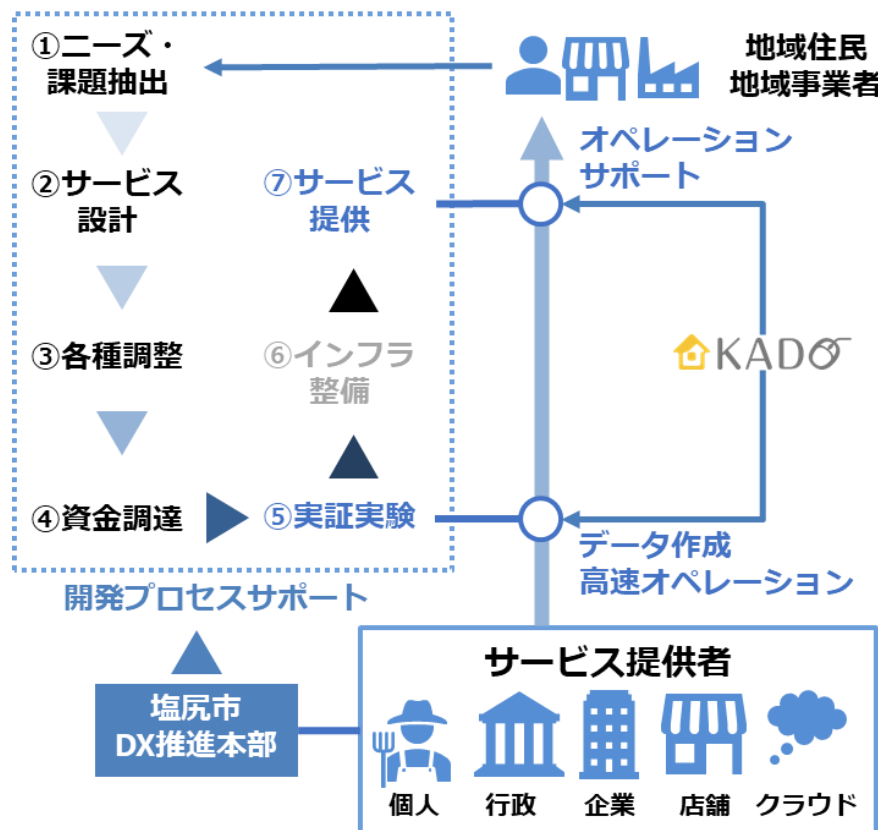 ①ニーズ・
課題抽出
地域住民
地域事業者
オペレーション
サポート
②サービス
設計
⑦サービス
提供
③各種調整
⑥インフラ
整備
KADO
④資金調達
⑤実証実験
データ作成
高速オペレーション
開発プロセスサポート
塩尻市
DX推進本部
サービス提供者
個人
行政
企業
店舗
クラウド